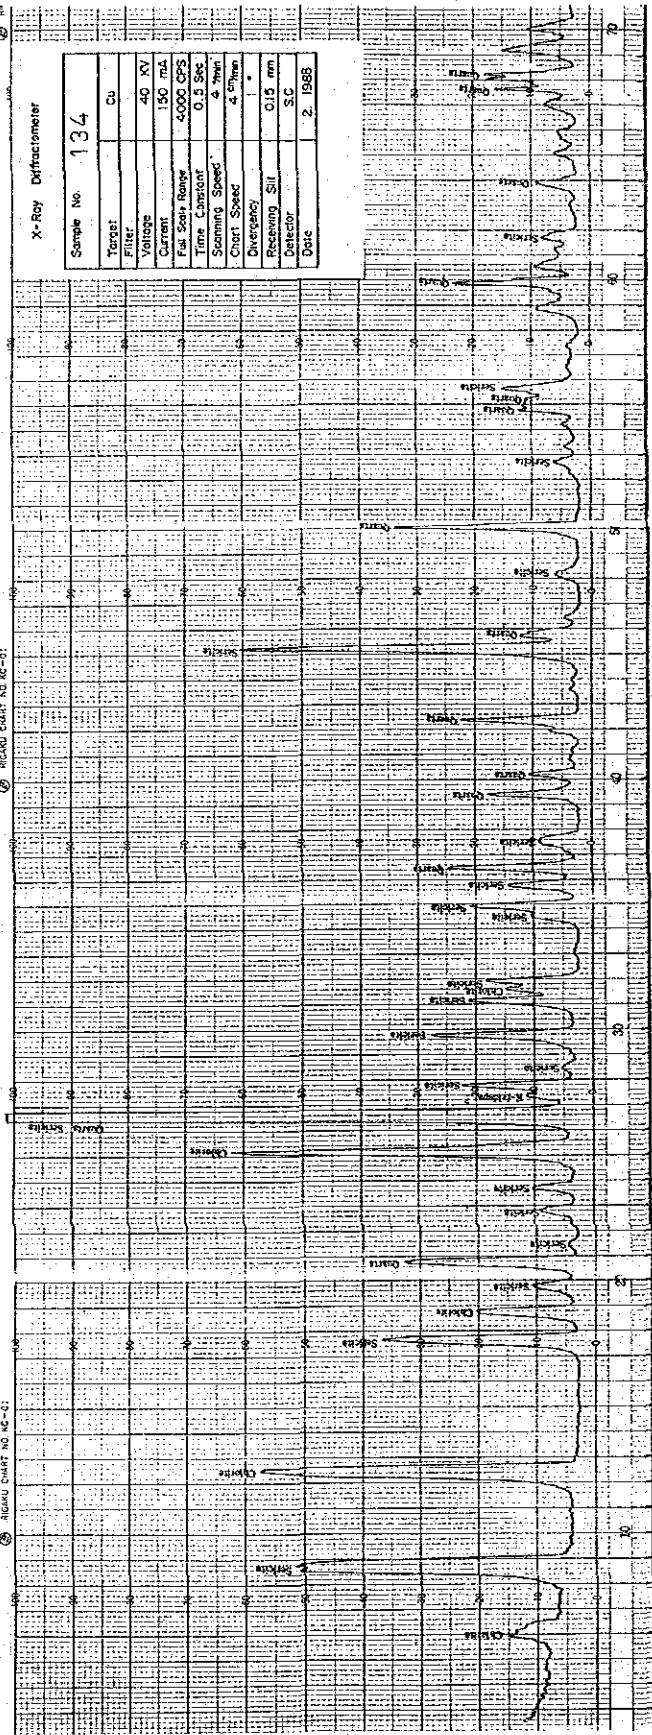 X-Ray Diffractometer
Sample No. 134
Target Cu
Filter
Voltage 40 KV
Current 150 mA
Full Scale Range 4000 CPS
Time Constant 0.5 Sec
Scanning Speed 4 °/min
Chart Speed 4 cm/min
Divergency 1 °
Receiving Slit 0.15 mm
Detector S.C
Date 2. 1988
RIGAKU CHART NO. KG-01
RIGAKU CHART NO. KG-01
Chlorite
Sericite
Chlorite
Sericite
Chlorite
Sericite
Quartz
Sericite
Sericite
Sericite
Chlorite
Quartz Sericite
K-feldspar
Sericite
Sericite
Sericite
Sericite
Chlorite
Sericite
Sericite
Sericite
Sericite
Quartz
Sericite
Quartz
Quartz
Quartz
Sericite
Quartz
Sericite
Quartz
Sericite
Quartz
Quartz
Sericite
Quartz
Sericite
Quartz
Quartz
Quartz
10
20
30
40
50
60
70